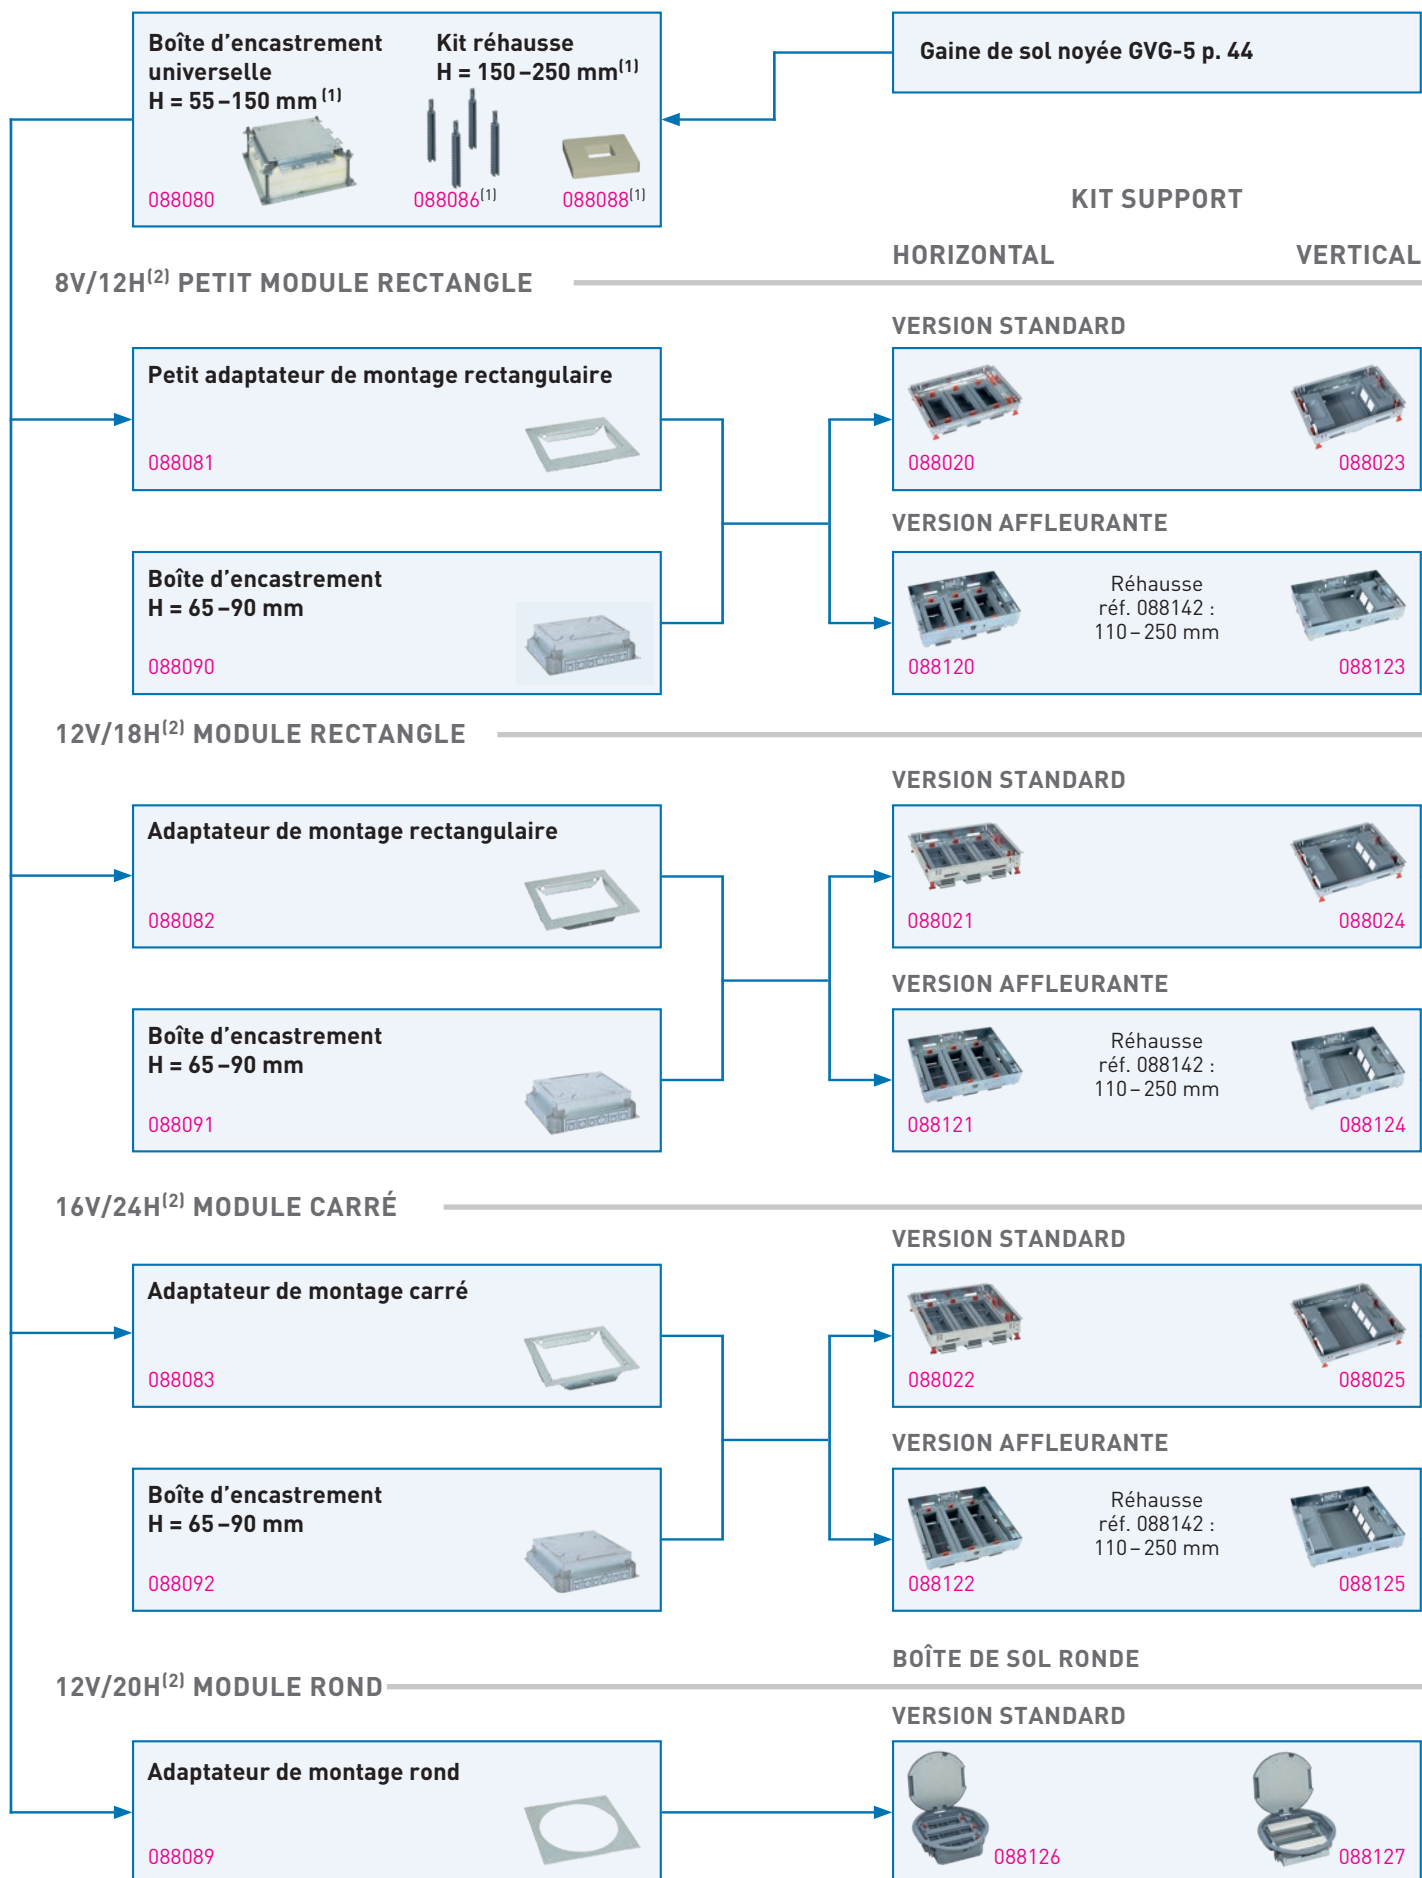 Boîte d'encastrement
universelle
H = 55–150 mm(1)
088080
Kit réhausse
H = 150–250 mm(1)
088086(1)
088088(1)
Gaine de sol noyée GVG-5 p. 44
KIT SUPPORT
HORIZONTAL
VERTICAL
8V/12H(2) PETIT MODULE RECTANGLE
VERSION STANDARD
Petit adaptateur de montage rectangulaire
088081
088020
088023
VERSION AFFLEURANTE
Boîte d'encastrement
H = 65–90 mm
088090
Réhausse
réf. 088142 :
110–250 mm
088120
088123
12V/18H(2) MODULE RECTANGLE
VERSION STANDARD
Adaptateur de montage rectangulaire
088082
088021
088024
VERSION AFFLEURANTE
Boîte d'encastrement
H = 65–90 mm
088091
Réhausse
réf. 088142 :
110–250 mm
088121
088124
16V/24H(2) MODULE CARRÉ
VERSION STANDARD
Adaptateur de montage carré
088083
088022
088025
VERSION AFFLEURANTE
Boîte d'encastrement
H = 65–90 mm
088092
Réhausse
réf. 088142 :
110–250 mm
088122
088125
BOÎTE DE SOL RONDE
12V/20H(2) MODULE ROND
VERSION STANDARD
Adaptateur de montage rond
088089
088126
088127